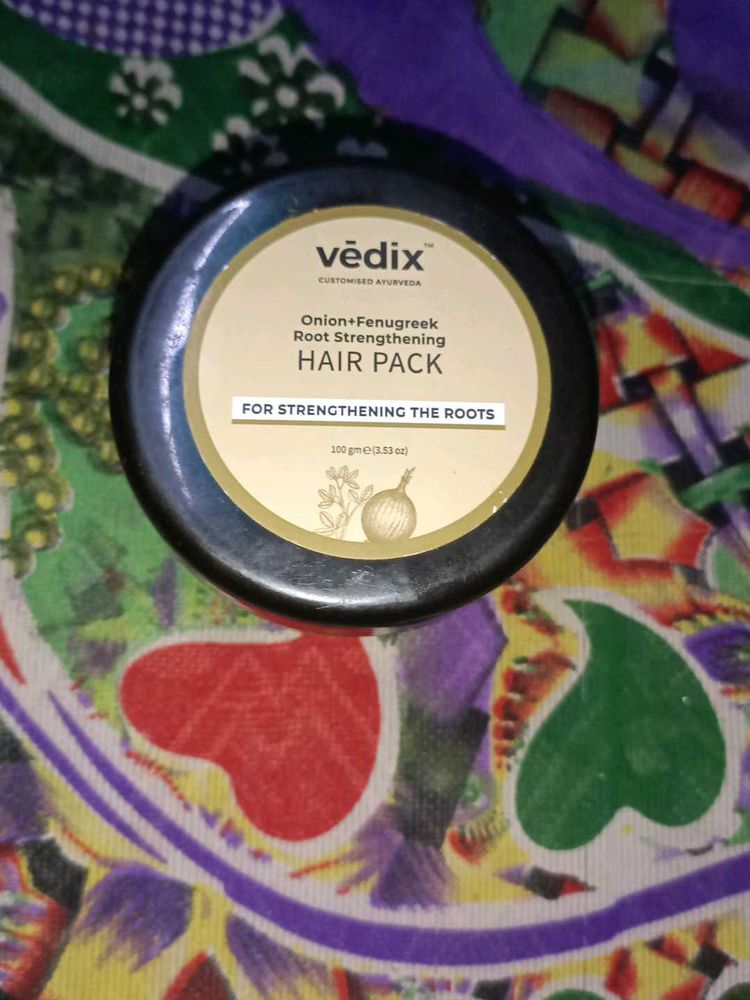 vēdix™
CUSTOMISED AYURVEDA
Onion+Fenugreek
Root Strengthening
HAIR PACK
FOR STRENGTHENING THE ROOTS
100 gm ℮ (3.53 oz)